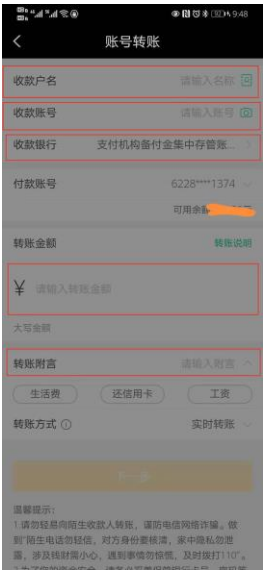 9:48
账号转账
收款户名 请输入名称
收款账号 请输入账号
收款银行 支付机构备付金集中存管账...
付款账号 6228****1374
可用余额
转账金额 转账说明
¥ 请输入转账金额
大写金额
转账附言 请输入附言
生活费 还信用卡 工资
转账方式 实时转账
下一步
温馨提示:
1.请勿轻易向陌生收款人转账，谨防电信网络诈骗。做
到"陌生电话勿轻信，对方身份要核清，家中隐私勿泄
露，涉及钱财需小心，遇到事情勿惊慌，及时拨打110"。